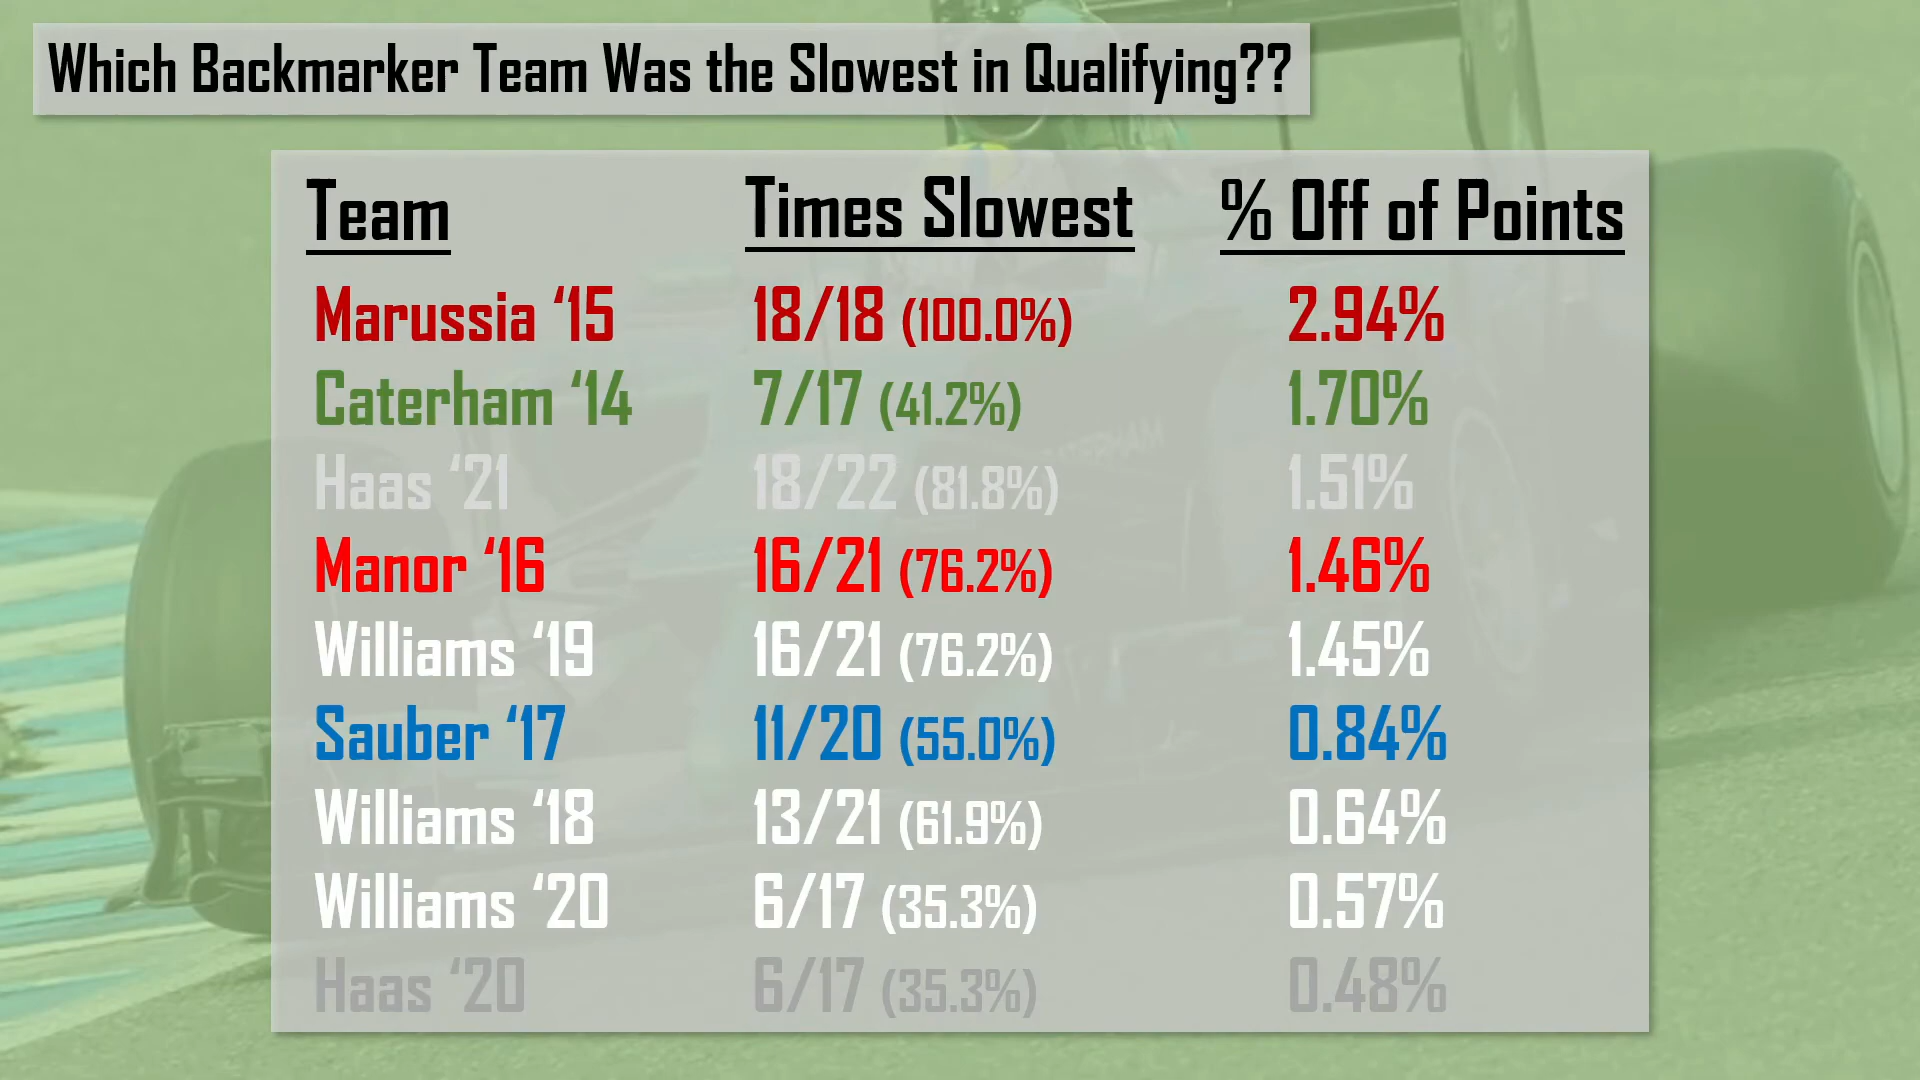 Which Backmarker Team Was the Slowest in Qualifying??
Team Times Slowest % Off of Points
Marussia ‘15 18/18 (100.0%) 2.94%
Caterham ‘14 7/17 (41.2%) 1.70%
Haas ‘21 18/22 (81.8%) 1.51%
Manor ‘16 16/21 (76.2%) 1.46%
Williams ‘19 16/21 (76.2%) 1.45%
Sauber ‘17 11/20 (55.0%) 0.84%
Williams ‘18 13/21 (61.9%) 0.64%
Williams ‘20 6/17 (35.3%) 0.57%
Haas ‘20 6/17 (35.3%) 0.48%